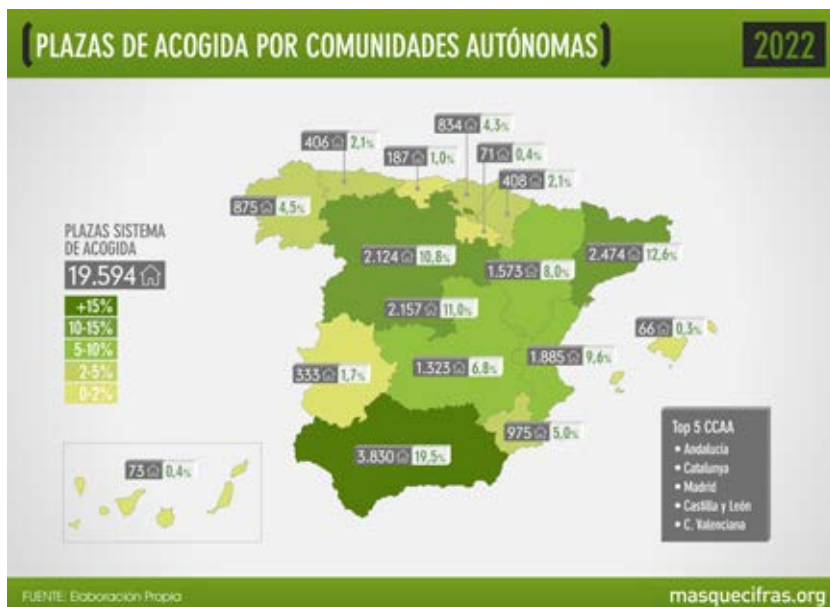 PLAZAS DE ACOGIDA POR COMUNIDADES AUTÓNOMAS
2022
834 4,3%
406 2,1%
187 1,0%
71 0,4%
408 2,1%
875 4,5%
PLAZAS SISTEMA
DE ACOGIDA
19.594
+15%
10-15%
5-10%
2-5%
0-2%
2.124 10,8%
1.573 8,0%
2.474 12,6%
2.157 11,0%
66 0,3%
333 1,7%
1.323 6,8%
1.885 9,6%
975 5,0%
3.830 19,5%
73 0,4%
Top 5 CCAA
• Andalucía
• Catalunya
• Madrid
• Castilla y León
• C. Valenciana
FUENTE: Elaboración Propia
masquecifras.org